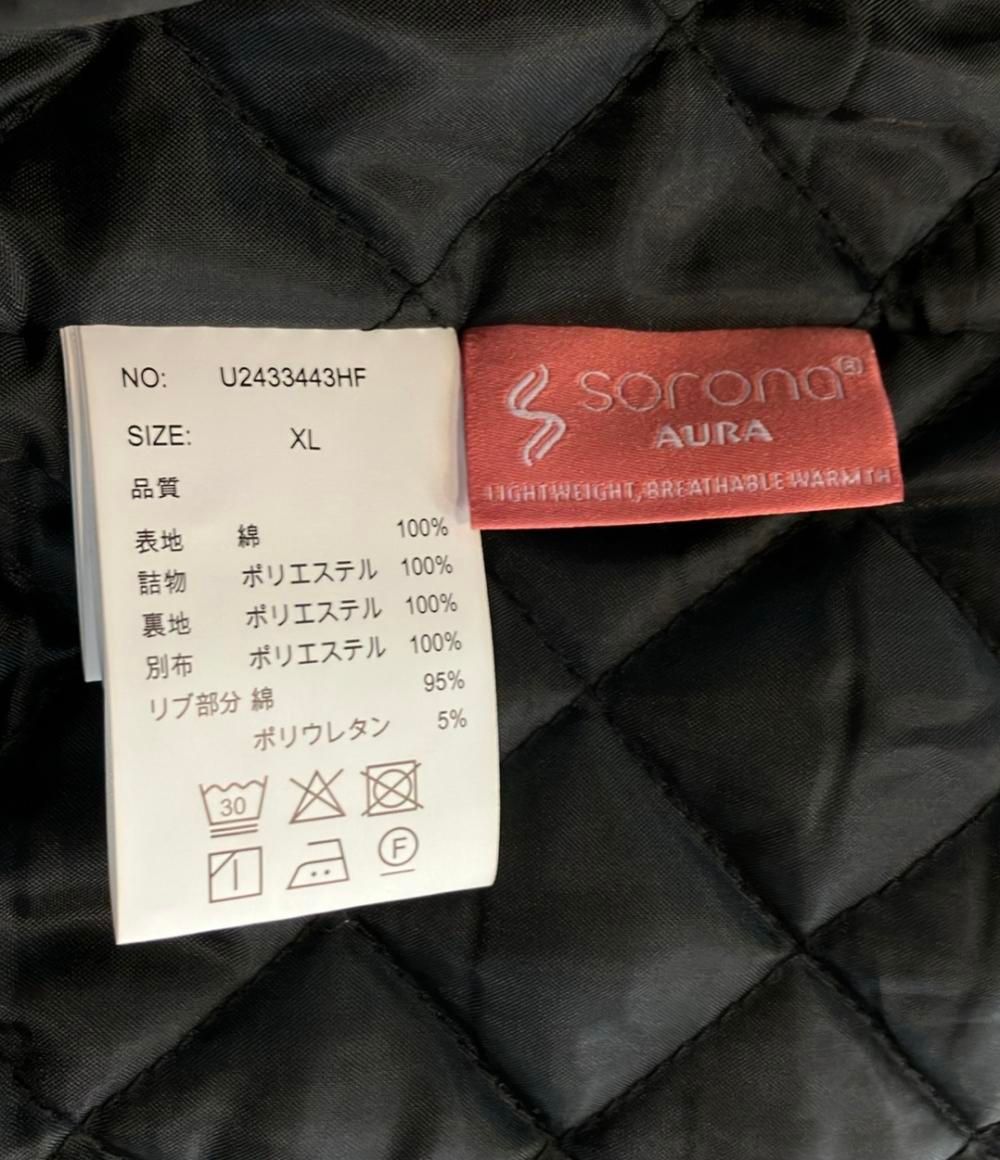 NO: U2433443HF
SIZE: XL
品質
表地 綿 100%
詰物 ポリエステル 100%
裏地 ポリエステル 100%
別布 ポリエステル 100%
リブ部分 綿 95%
ポリウレタン 5%
30
F
sorona®
AURA
LIGHTWEIGHT, BREATHABLE WARMTH